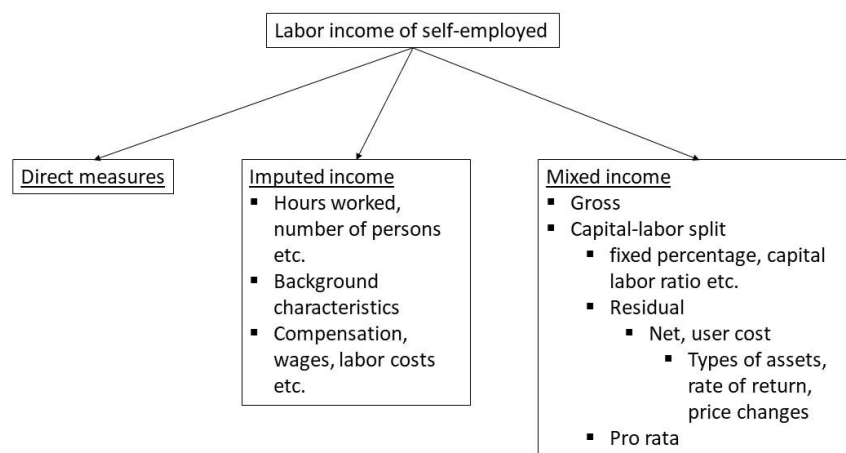 Labor income of self-employed
Direct measures
Imputed income
▪ Hours worked,
number of persons
etc.
▪ Background
characteristics
▪ Compensation,
wages, labor costs
etc.
Mixed income
▪ Gross
▪ Capital-labor split
▪ fixed percentage, capital
labor ratio etc.
▪ Residual
▪ Net, user cost
▪ Types of assets,
rate of return,
price changes
▪ Pro rata